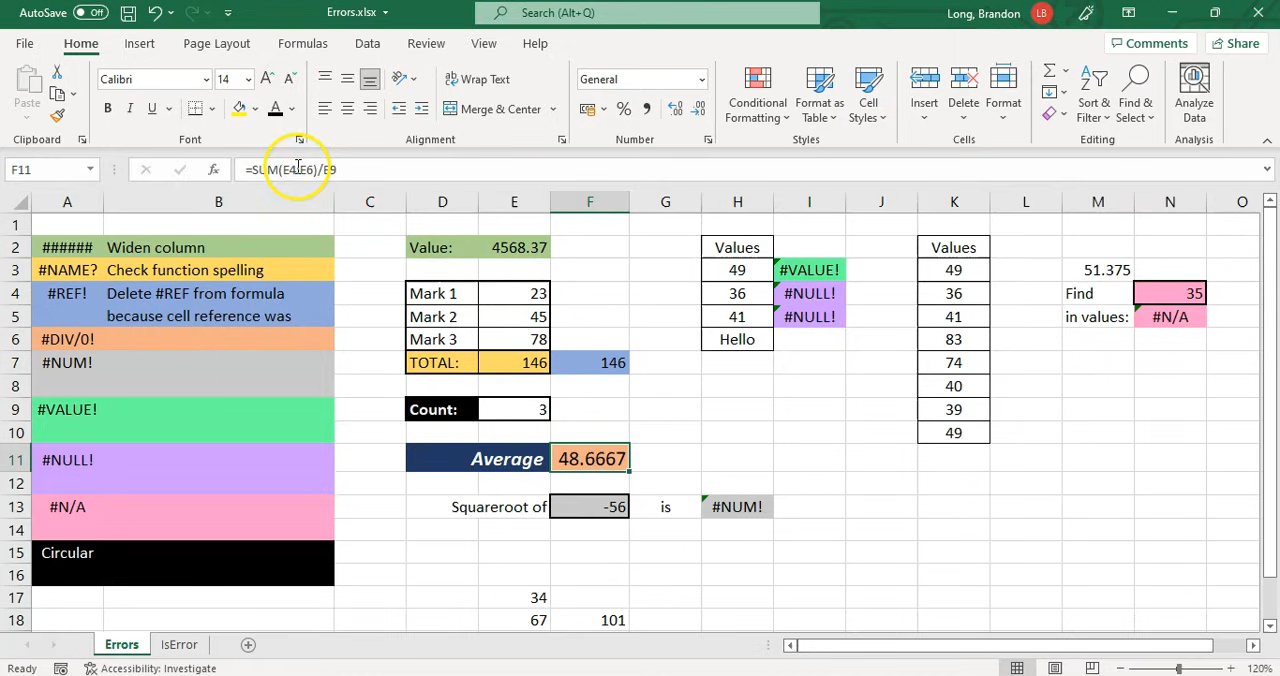 AutoSave Off Errors.xlsx Search (Alt+Q) Long, Brandon LB
File Home Insert Page Layout Formulas Data Review View Help Comments Share
Calibri 14 A A Wrap Text General
Paste B I U A Merge & Center % Conditional Formatting Format as Table Cell Styles Insert Delete Format Sort & Filter Find & Select Analyze Data
Clipboard Font Alignment Number Styles Cells Editing Analysis
F11 fx =SUM(E4:E6)/E9
A B C D E F G H I J K L M N O
1
2 ###### Widen column Value: 4568.37 Values Values
3 #NAME? Check function spelling 49 #VALUE! 49 51.375
4 #REF! Delete #REF from formula Mark 1 23 36 #NULL! 36 Find 35
5 because cell reference was Mark 2 45 41 #NULL! 41 in values: #N/A
6 #DIV/0! Mark 3 78 Hello 83
7 #NUM! TOTAL: 146 146 74
8 40
9 #VALUE! Count: 3 39
10 49
11 #NULL! Average 48.6667
12
13 #N/A Squareroot of -56 is #NUM!
14
15 Circular
16
17 34
18 67 101
Errors IsError
Ready Accessibility: Investigate 120%